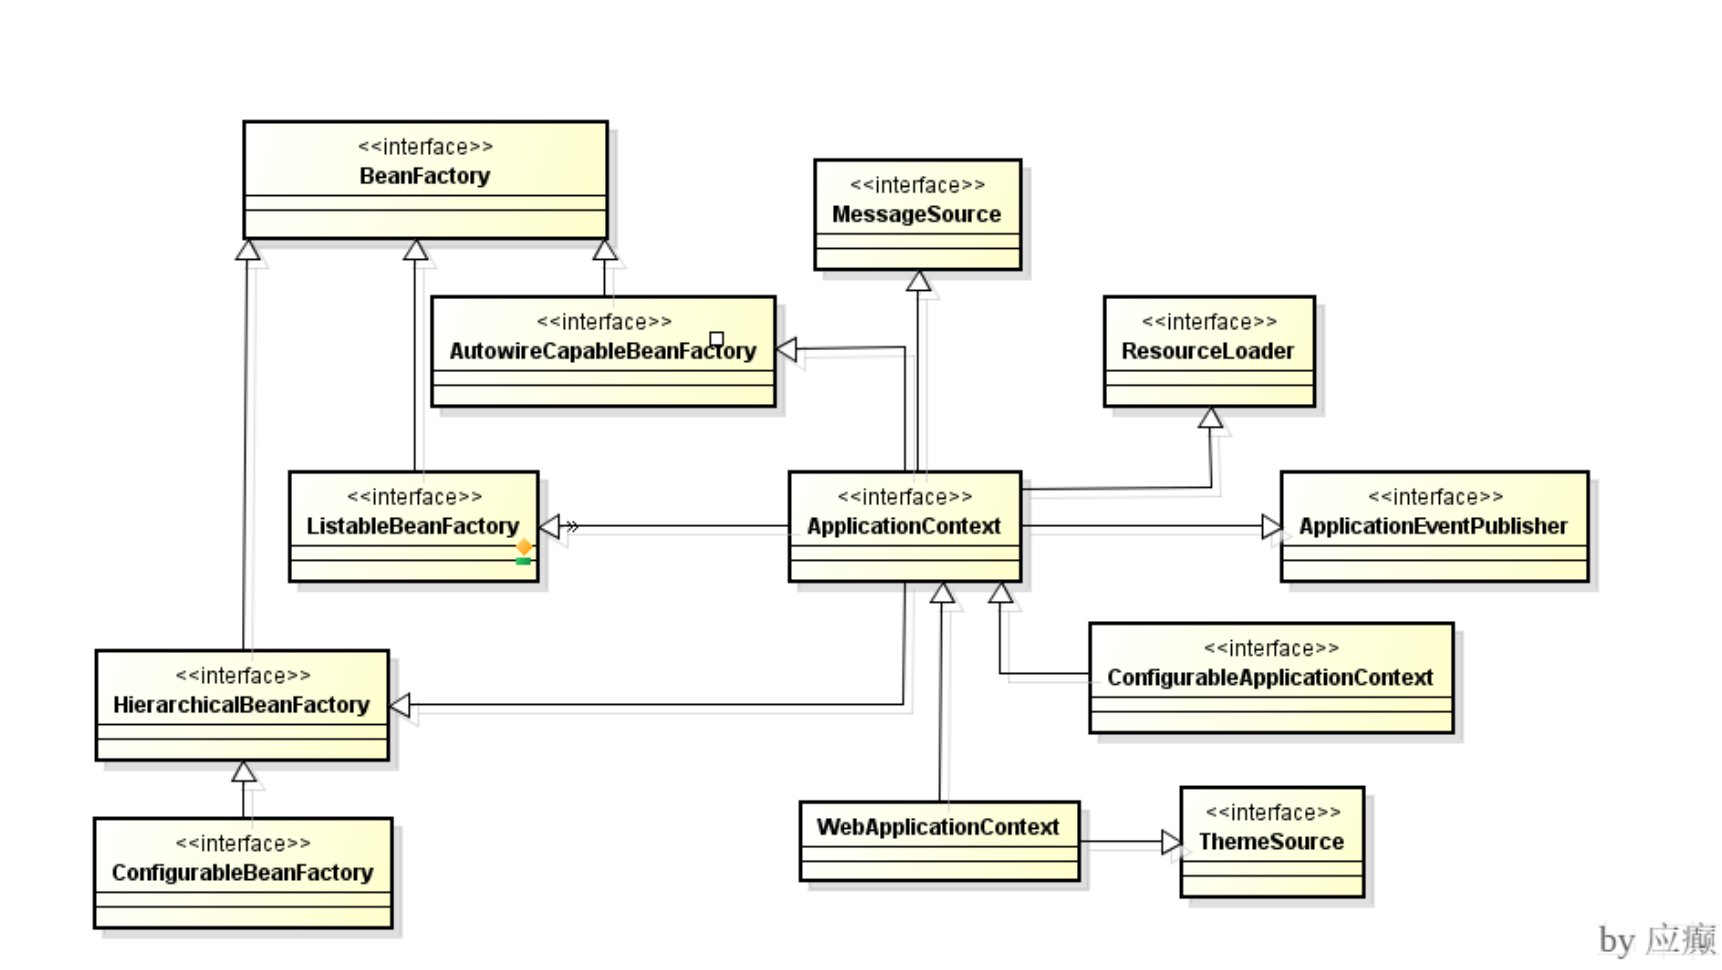 <<interface>>
BeanFactory
<<interface>>
MessageSource
<<interface>>
AutowireCapableBeanFactory
<<interface>>
ResourceLoader
<<interface>>
ListableBeanFactory
<<interface>>
ApplicationContext
<<interface>>
ApplicationEventPublisher
<<interface>>
HierarchicalBeanFactory
<<interface>>
ConfigurableApplicationContext
<<interface>>
ConfigurableBeanFactory
WebApplicationContext
<<interface>>
ThemeSource
by 应癫